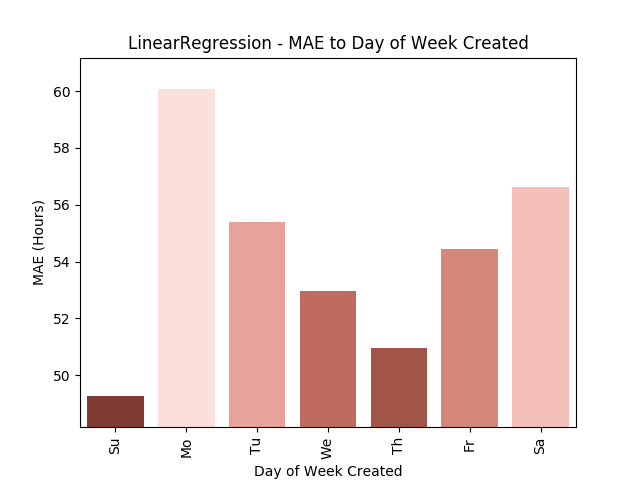 LinearRegression - MAE to Day of Week Created
MAE (Hours)
60
58
56
54
52
50
Su
Mo
Tu
We
Th
Fr
Sa
Day of Week Created